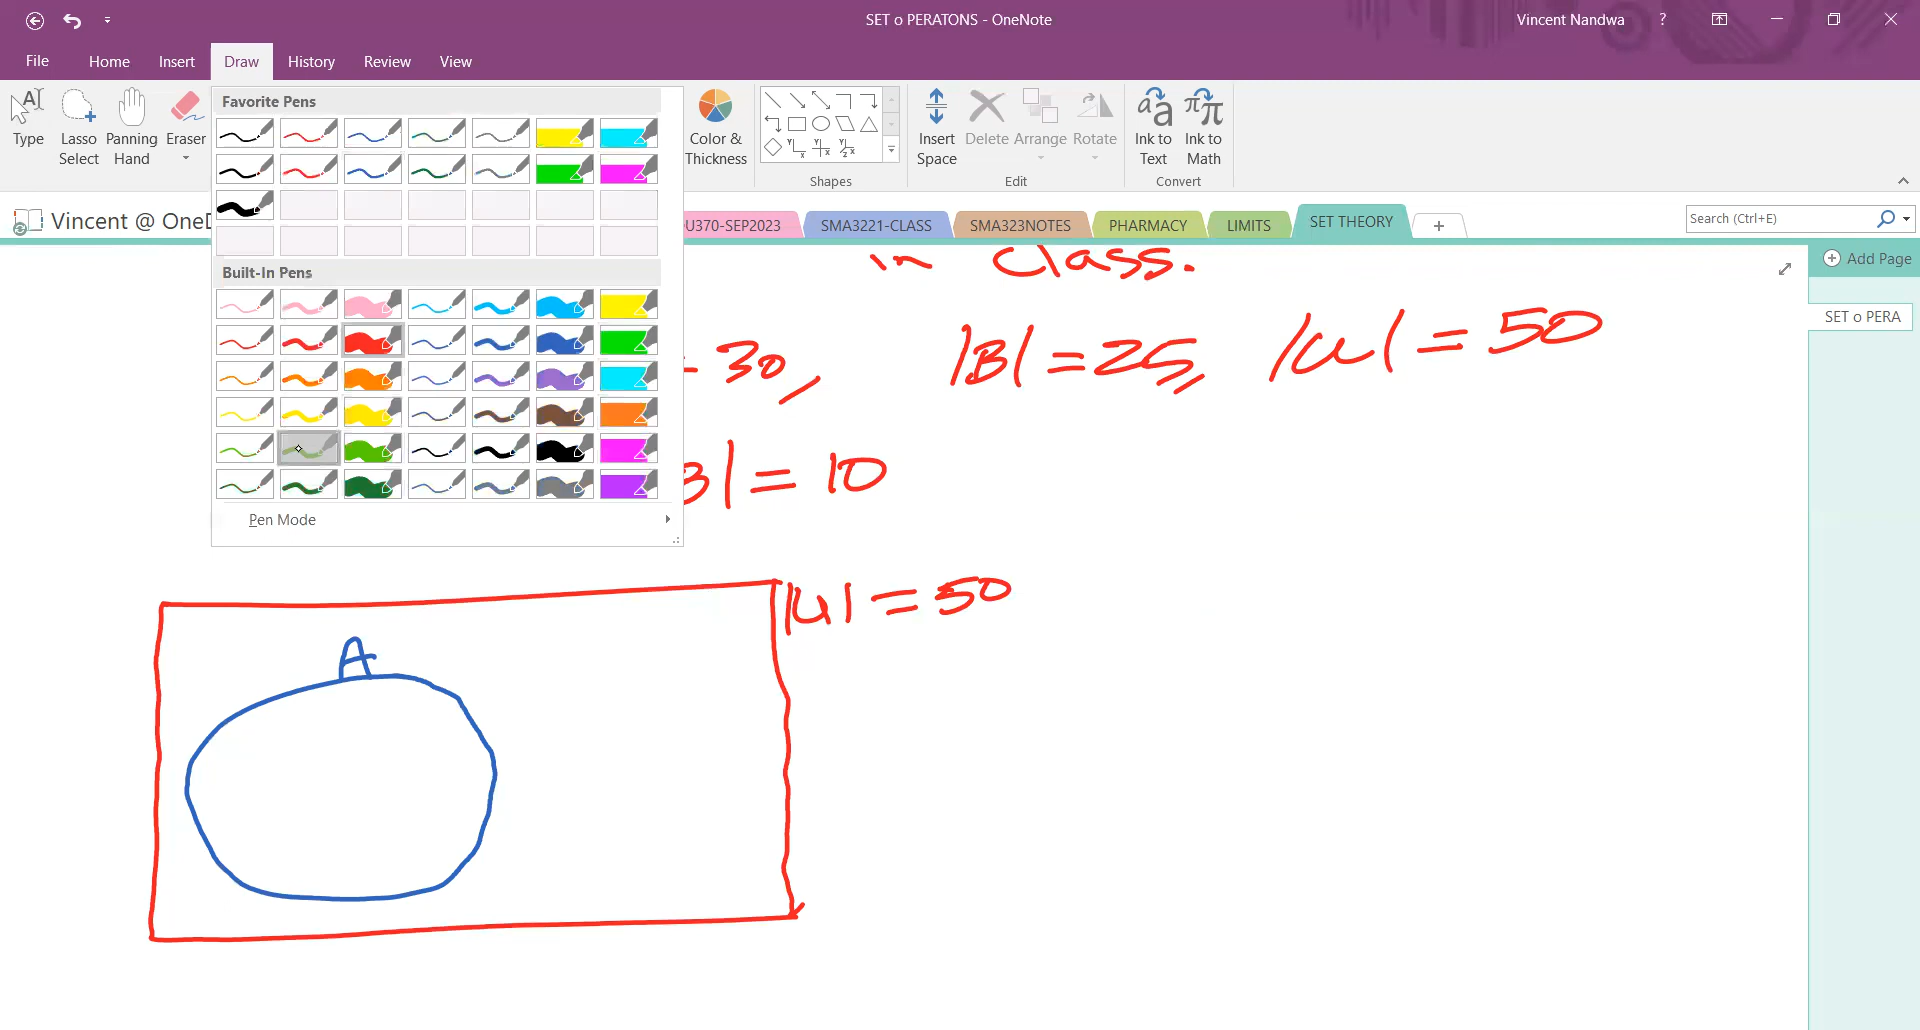 SET o PERATONS - OneNote
Vincent Nandwa
?
File Home Insert Draw History Review View
Type
Lasso Select
Panning Hand
Eraser
Favorite Pens
Built-In Pens
Pen Mode
Color & Thickness
Shapes
Insert Space
Delete
Arrange
Rotate
Edit
Ink to Text
Ink to Math
Convert
Vincent @ OneD
U370-SEP2023
SMA3221-CLASS
SMA323NOTES
PHARMACY
LIMITS
SET THEORY
+
Search (Ctrl+E)
Add Page
SET o PERA
in Class.
= 30, |B| = 25, |U| = 50
B| = 10
|U| = 50
A